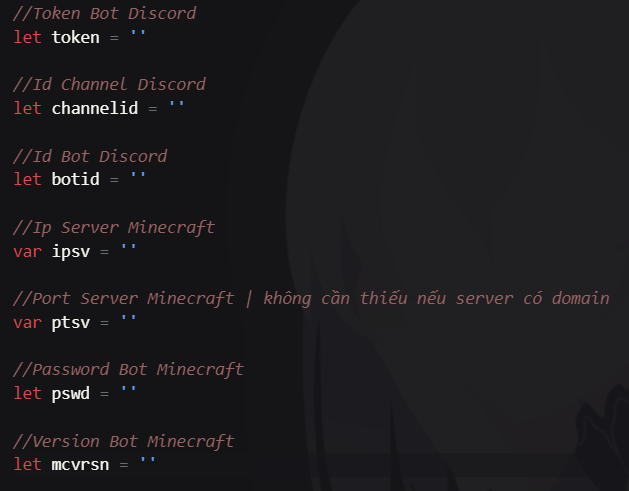 //Token Bot Discord
let token = ''
//Id Channel Discord
let channelid = ''
//Id Bot Discord
let botid = ''
//Ip Server Minecraft
var ipsv = ''
//Port Server Minecraft | không cần thiếu nếu server có domain
var ptsv = ''
//Password Bot Minecraft
let pswd = ''
//Version Bot Minecraft
let mcvrsn = ''